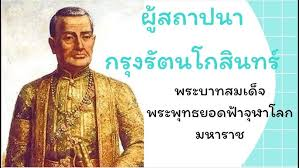 ผู้สถาปนา
กรุงรัตนโกสินทร์
พระบาทสมเด็จ
พระพุทธยอดฟ้าจุฬาโลก
มหาราช